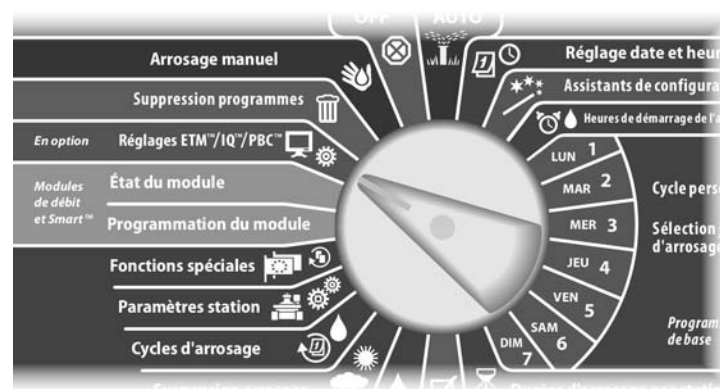 OFF
AUTO
Arrosage manuel
Suppression programmes
En option
Réglages ETM™/IQ™/PBC™
Modules
de débit
et Smart™
État du module
Programmation du module
Fonctions spéciales
Paramètres station
Cycles d'arrosage
Réglage date et heur
Assistants de configura
Heures de démarrage de l'a
LUN 1
MAR 2
MER 3
JEU 4
VEN 5
SAM 6
DIM 7
Cycle pers
Sélection j
d'arrosage
Program
de base